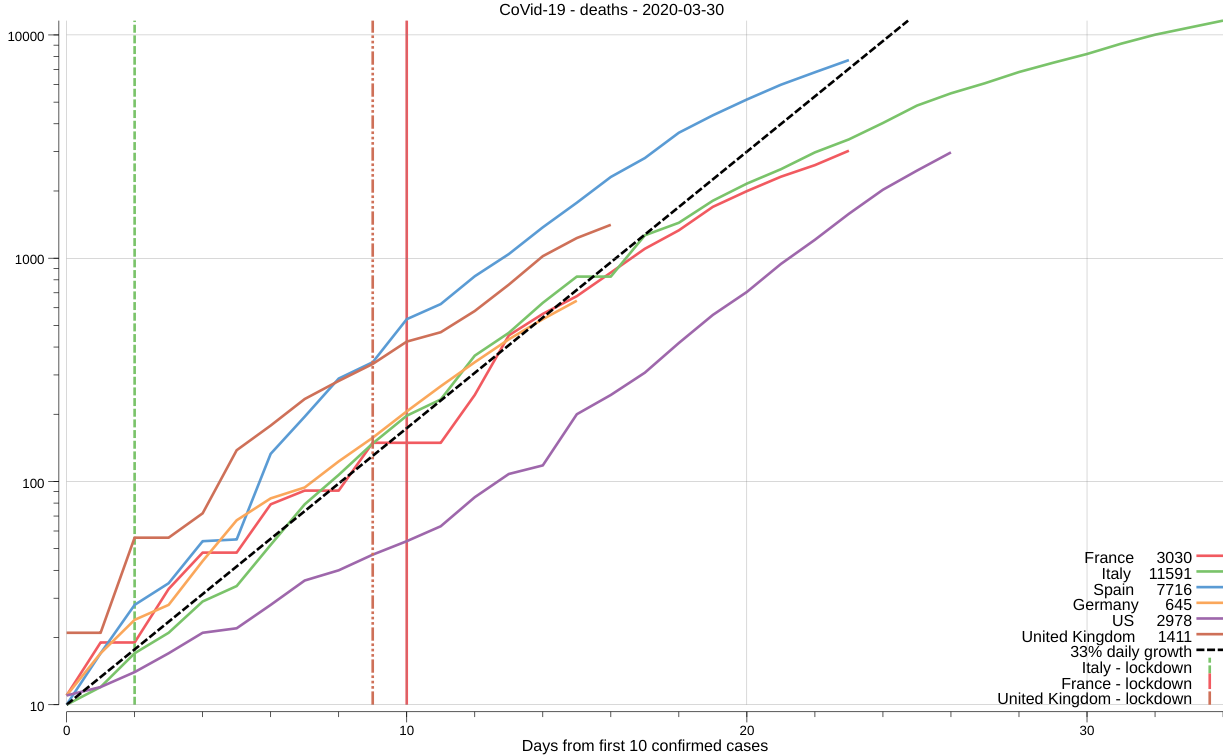 CoVid-19 - deaths - 2020-03-30
10000
1000
100
10
France 3030
Italy 11591
Spain 7716
Germany 645
US 2978
United Kingdom 1411
33% daily growth
Italy - lockdown
France - lockdown
United Kingdom - lockdown
0 10 20 30
Days from first 10 confirmed cases